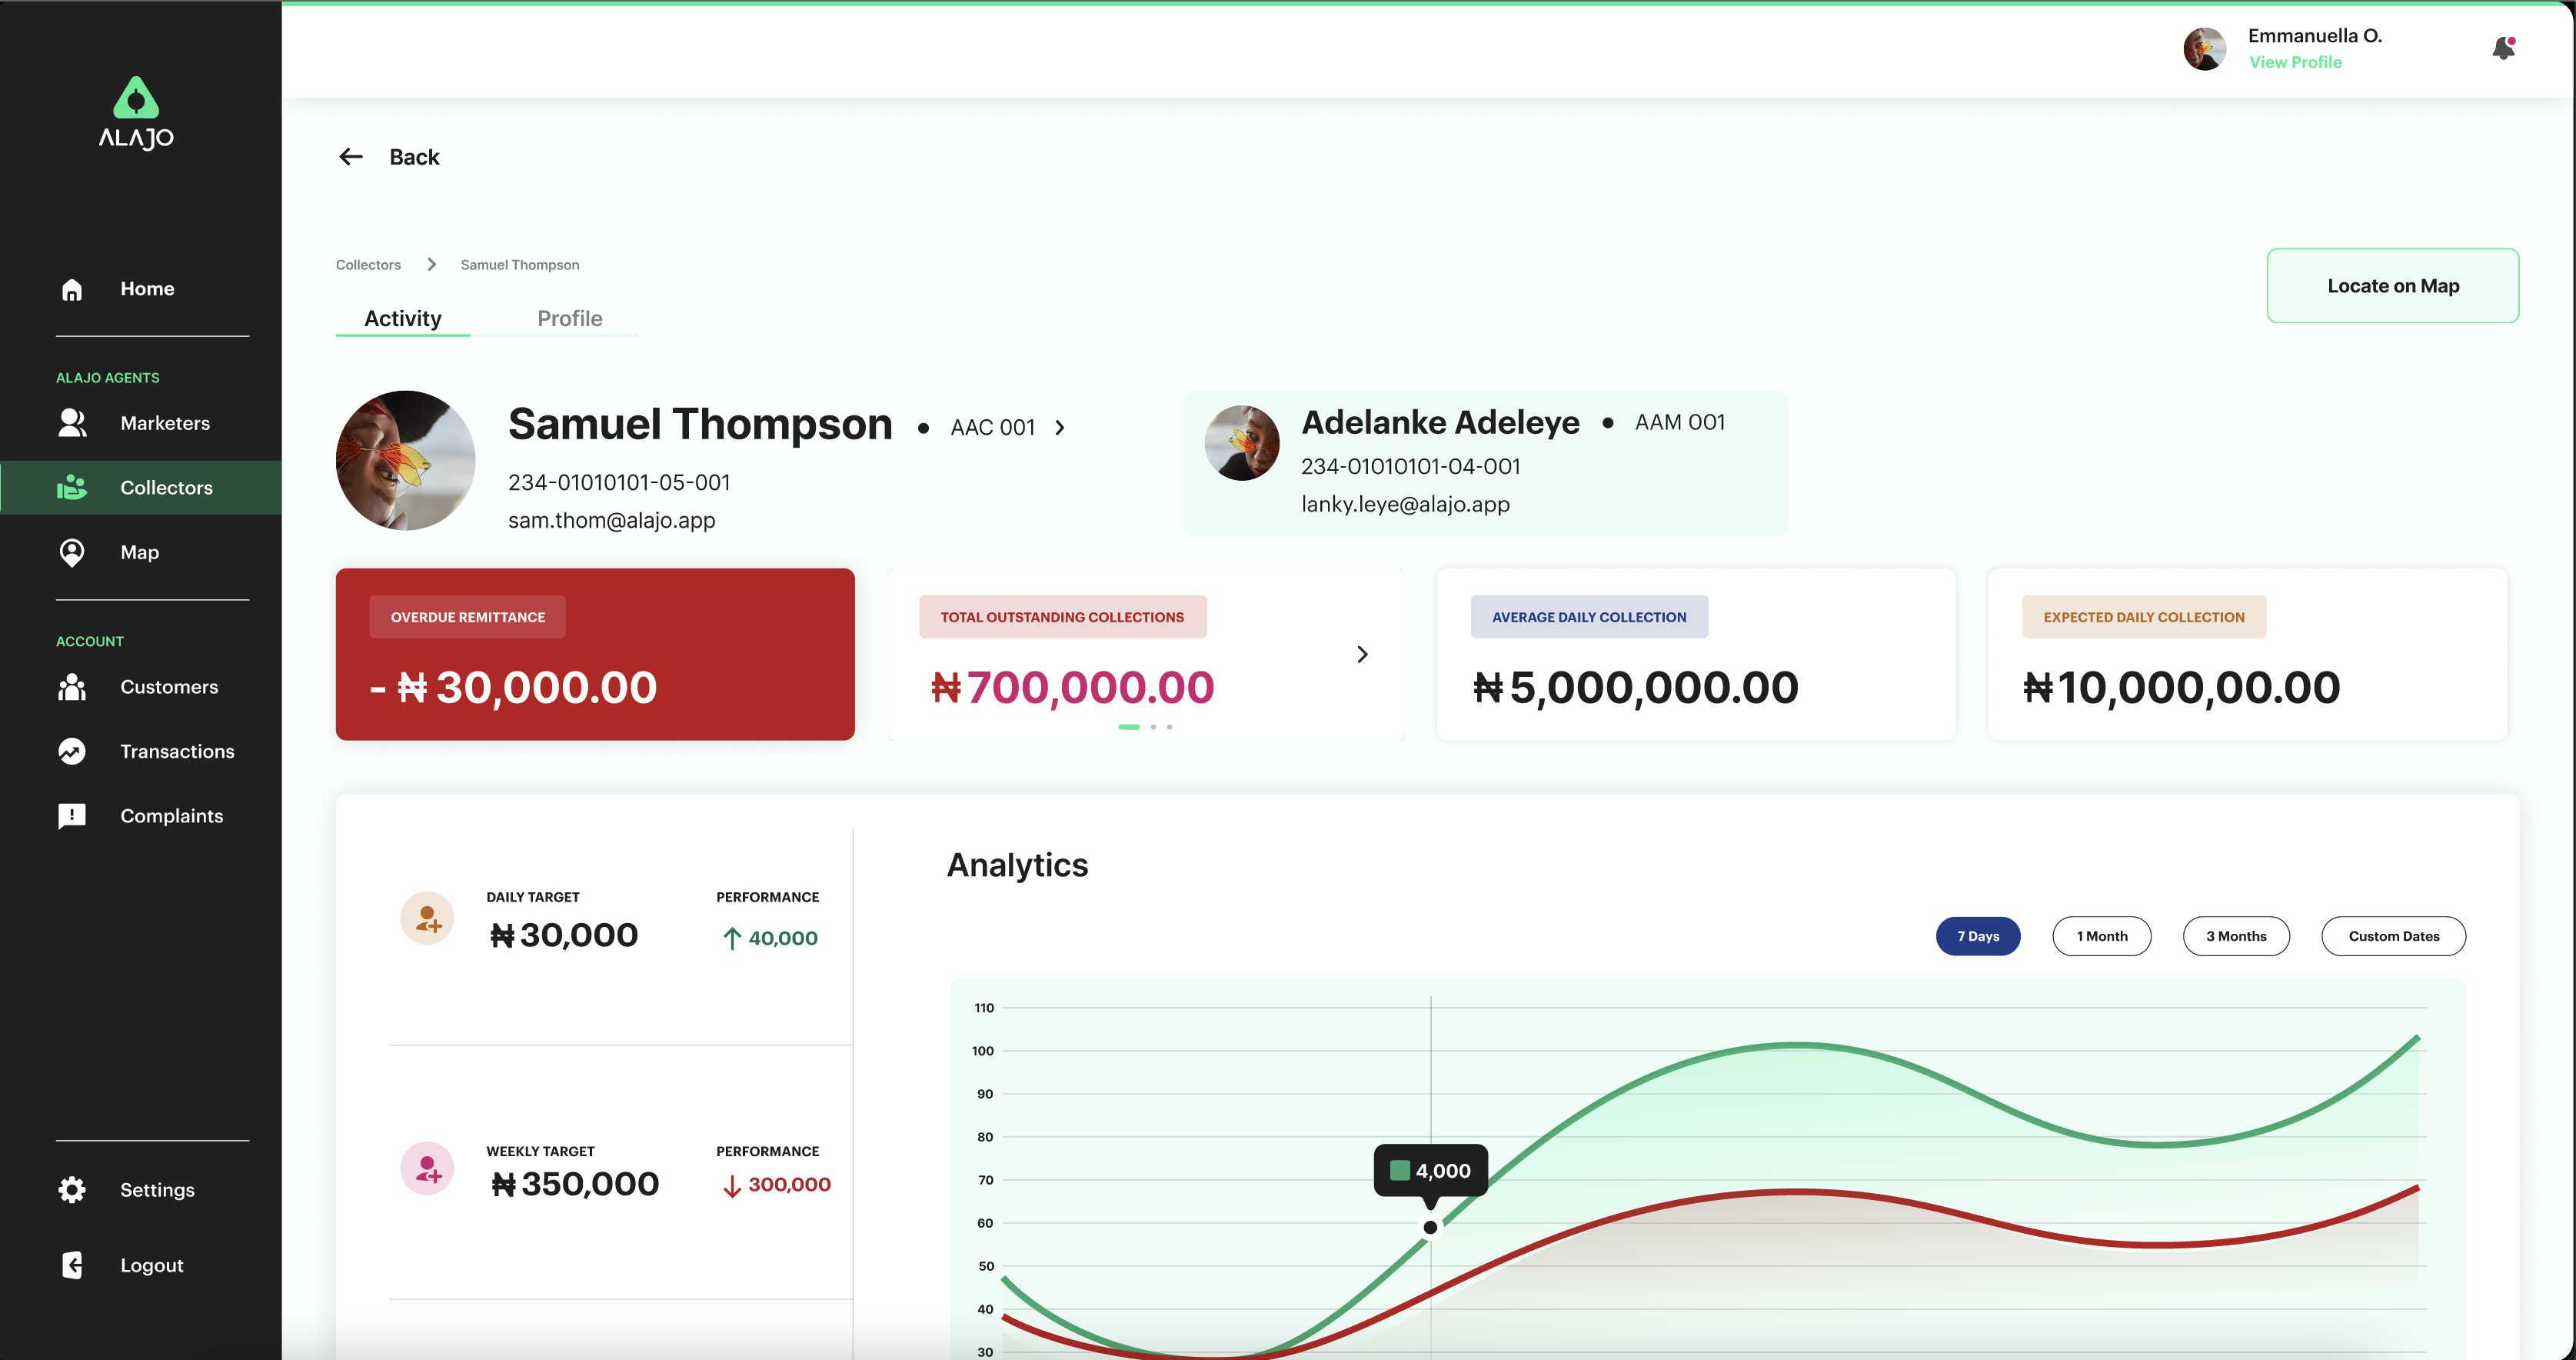 Emmanuella O.
View Profile
ALAJO
Back
Home
ALAJO AGENTS
Marketers
Collectors
Map
ACCOUNT
Customers
Transactions
Complaints
Settings
Logout
Collectors > Samuel Thompson
Activity Profile
Locate on Map
Samuel Thompson • AAC 001 >
234-01010101-05-001
sam.thom@alajo.app
Adelanke Adeleye • AAM 001
234-01010101-04-001
lanky.leye@alajo.app
OVERDUE REMITTANCE
- ₦30,000.00
TOTAL OUTSTANDING COLLECTIONS
₦700,000.00
AVERAGE DAILY COLLECTION
₦5,000,000.00
EXPECTED DAILY COLLECTION
₦10,000,00.00
DAILY TARGET
₦30,000
PERFORMANCE
↑ 40,000
WEEKLY TARGET
₦350,000
PERFORMANCE
↓ 300,000
Analytics
7 Days 1 Month 3 Months Custom Dates
110
100
90
80
70
60
50
40
30
4,000